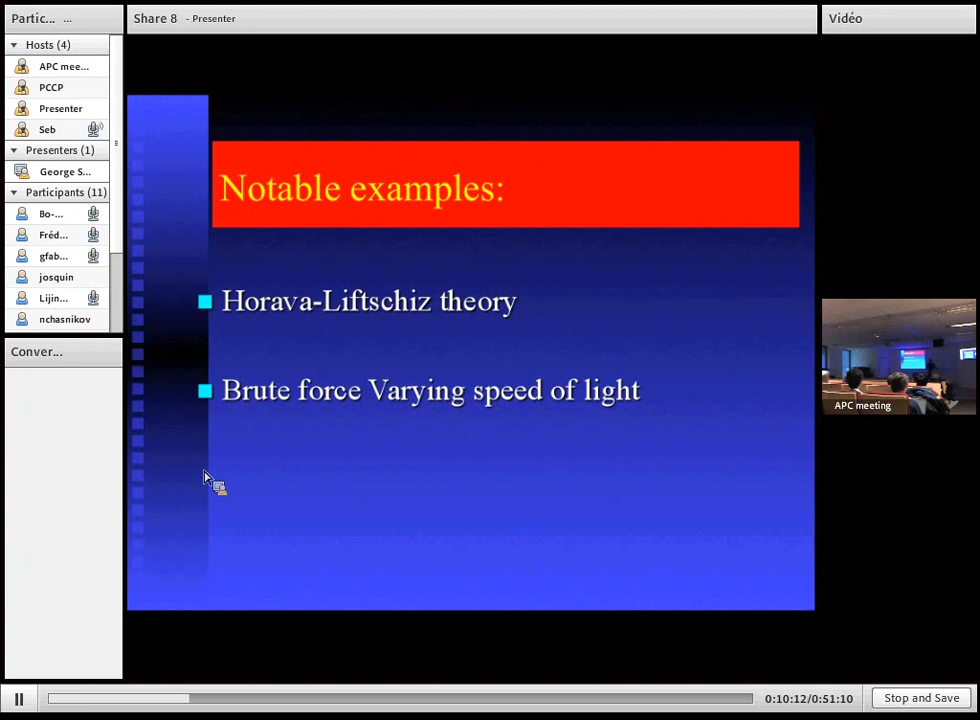 Partic... ...
Share 8 - Presenter
Vidéo
Hosts (4)
APC mee...
PCCP
Presenter
Seb
Presenters (1)
George S...
Participants (11)
Bo-...
Fréd...
gfab...
josquin
Lijin...
nchasnikov
Conver...
Notable examples:
Horava-Liftschiz theory
Brute force Varying speed of light
APC meeting
0:10:12/0:51:10
Stop and Save